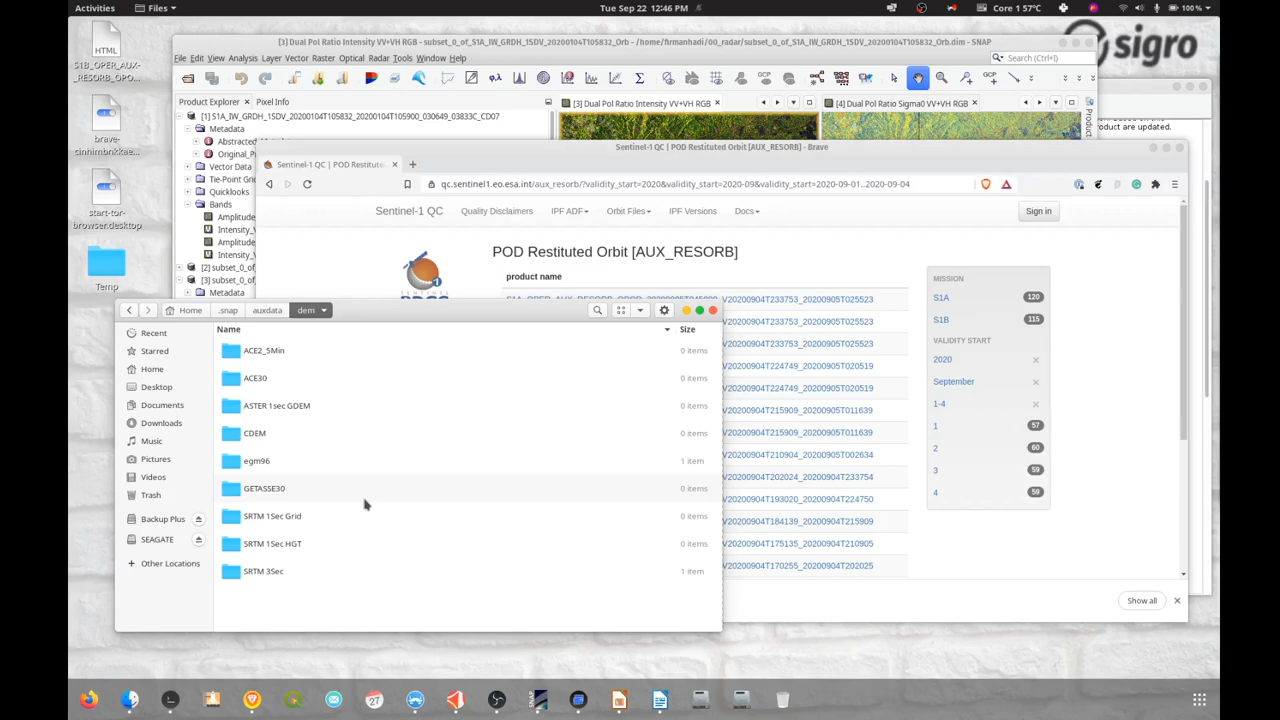 Activities
Files
Tue Sep 22 12:46 PM
Core 1 57°C
100%
HTML
S1B_OPER_AUX_
RESORB_OPO...
brave-
cinhimbnkkae...
start-tor-
browser.desktop
Temp
sigro
[3] Dual Pol Ratio Intensity VV+VH RGB - subset_0_of_S1A_IW_GRDH_1SDV_20200104T105832_Orb - /home/firmanhadi/00_radar/subset_0_of_S1A_IW_GRDH_1SDV_20200104T105832_Orb.dim - SNAP
File Edit View Analysis Layer Vector Raster Optical Radar Tools Window Help
Search (Ctrl+I)
GCP
GCP
Product Explorer
Pixel Info
[3] Dual Pol Ratio Intensity VV+VH RGB
[4] Dual Pol Ratio Sigma0 VV+VH RGB
Product
[1] S1A_IW_GRDH_1SDV_20200104T105832_20200104T105900_030649_03833C_CD07
Metadata
Abstracted
Original_P
Vector Data
Tie-Point Grid
Quicklooks
Bands
Amplitude
Intensity_V
Amplitude
Intensity_V
[2] subset_0_of
[3] subset_0_of
Metadata
roduct are updated.
Sentinel-1 QC | POD Restituted Orbit [AUX_RESORB] - Brave
Sentinel-1 QC | POD Restitute
qc.sentinel1.eo.esa.int/aux_resorb/?validity_start=2020&validity_start=2020-09&validity_start=2020-09-01..2020-09-04
Sentinel-1 QC
Quality Disclaimers
IPF ADF
Orbit Files
IPF Versions
Docs
Sign in
POD Restituted Orbit [AUX_RESORB]
product name
V20200904T233753_20200905T025523
V20200904T233753_20200905T025523
V20200904T233753_20200905T025523
V20200904T224749_20200905T020519
V20200904T224749_20200905T020519
V20200904T215909_20200905T011639
V20200904T215909_20200905T011639
V20200904T210904_20200905T002634
V20200904T202024_20200904T233754
V20200904T193020_20200904T224750
V20200904T184139_20200904T215909
V20200904T175135_20200904T210905
V20200904T170255_20200904T202025
MISSION
S1A 120
S1B 115
VALIDITY START
2020
September
1-4
1 57
2 60
3 59
4 59
Show all
Home
.snap
auxdata
dem
Recent
Starred
Home
Desktop
Documents
Downloads
Music
Pictures
Videos
Trash
Backup Plus
SEAGATE
Other Locations
Name Size
ACE2_5Min 0 items
ACE30 0 items
ASTER 1sec GDEM 0 items
CDEM 0 items
egm96 1 item
GETASSE30 0 items
SRTM 1Sec Grid 0 items
SRTM 1Sec HGT 0 items
SRTM 3Sec 1 item
27